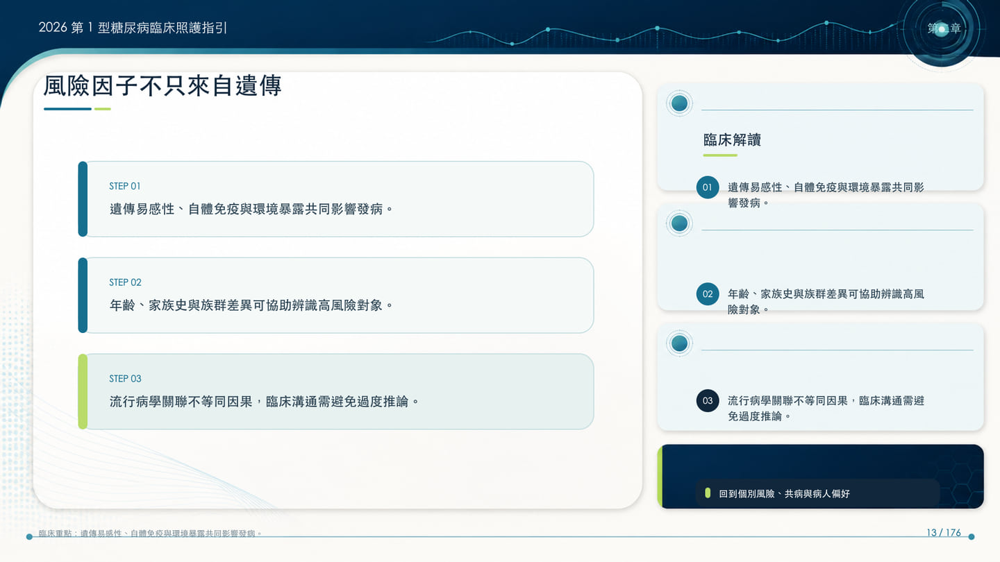 2026 第 1 型糖尿病臨床照護指引
第二章
風險因子不只來自遺傳
STEP 01
遺傳易感性、自體免疫與環境暴露共同影響發病。
STEP 02
年齡、家族史與族群差異可協助辨識高風險對象。
STEP 03
流行病學關聯不等同因果，臨床溝通需避免過度推論。
臨床解讀
01 遺傳易感性、自體免疫與環境暴露共同影
響發病。
02 年齡、家族史與族群差異可協助辨識高風
險對象。
03 流行病學關聯不等同因果，臨床溝通需避
免過度推論。
回到個別風險、共病與病人偏好
臨床重點：遺傳易感性、自體免疫與環境暴露共同影響發病。
13 / 176